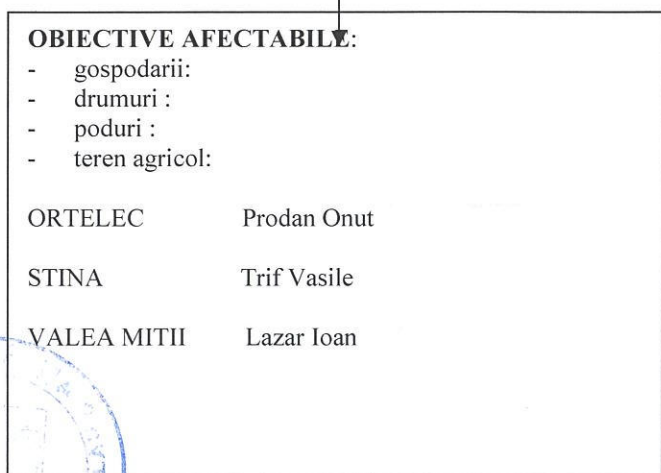 OBIECTIVE AFECTABILE:
- gospodarii:
- drumuri :
- poduri :
- teren agricol:
ORTELEC Prodan Onut
STINA Trif Vasile
VALEA MITII Lazar Ioan